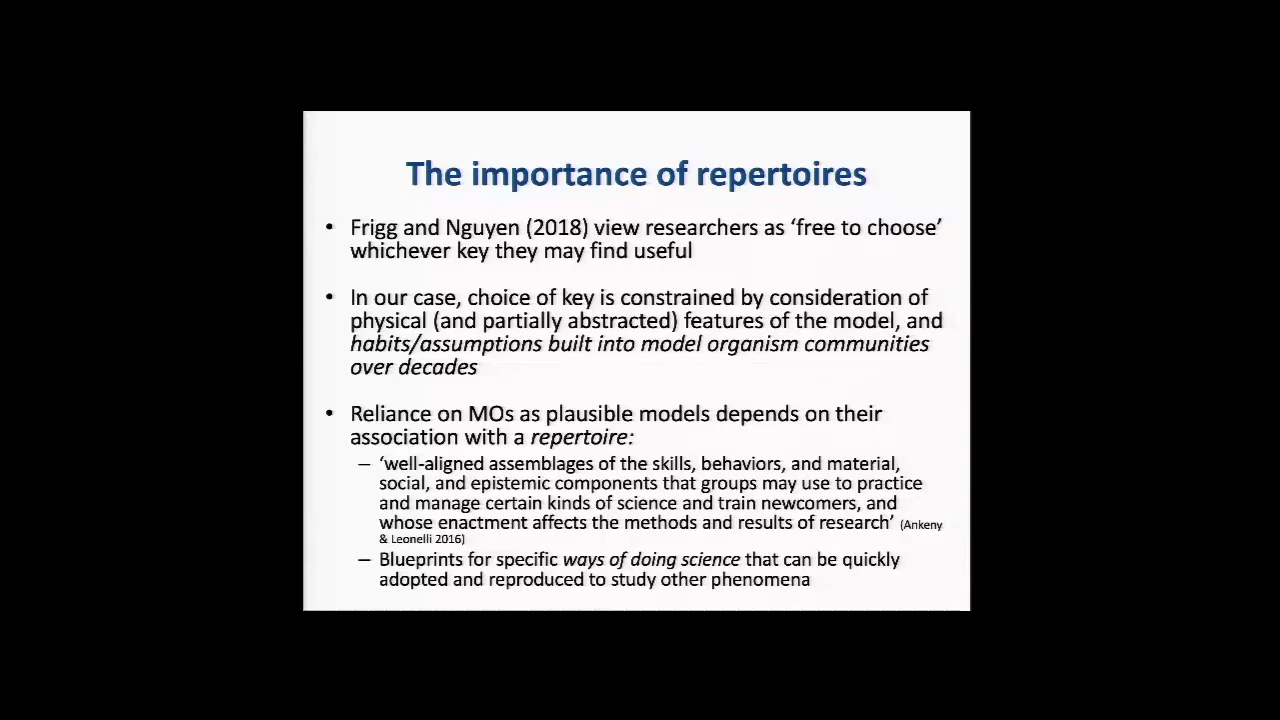 The importance of repertoires
• Frigg and Nguyen (2018) view researchers as ‘free to choose’
whichever key they may find useful
• In our case, choice of key is constrained by consideration of
physical (and partially abstracted) features of the model, and
habits/assumptions built into model organism communities
over decades
• Reliance on MOs as plausible models depends on their
association with a repertoire:
– ‘well-aligned assemblages of the skills, behaviors, and material,
social, and epistemic components that groups may use to practice
and manage certain kinds of science and train newcomers, and
whose enactment affects the methods and results of research’ (Ankeny
& Leonelli 2016)
– Blueprints for specific ways of doing science that can be quickly
adopted and reproduced to study other phenomena